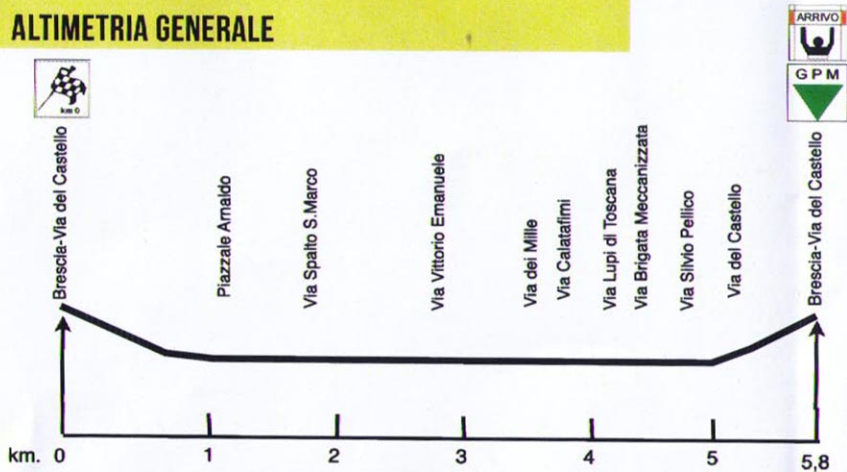 ALTIMETRIA GENERALE
ARRIVO
GPM
km 0
Brescia-Via del Castello
Piazzale Arnaldo
Via Spalto S.Marco
Via Vittorio Emanuele
Via dei Mille
Via Calatafimi
Via Lupi di Toscana
Via Brigata Meccanizzata
Via Silvio Pellico
Via del Castello
Brescia-Via del Castello
km. 0 1 2 3 4 5 5,8